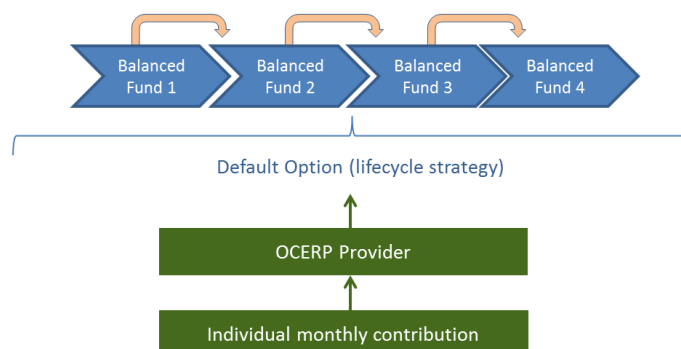 Balanced
Fund 1
Balanced
Fund 2
Balanced
Fund 3
Balanced
Fund 4
Default Option (lifecycle strategy)
OCERP Provider
Individual monthly contribution